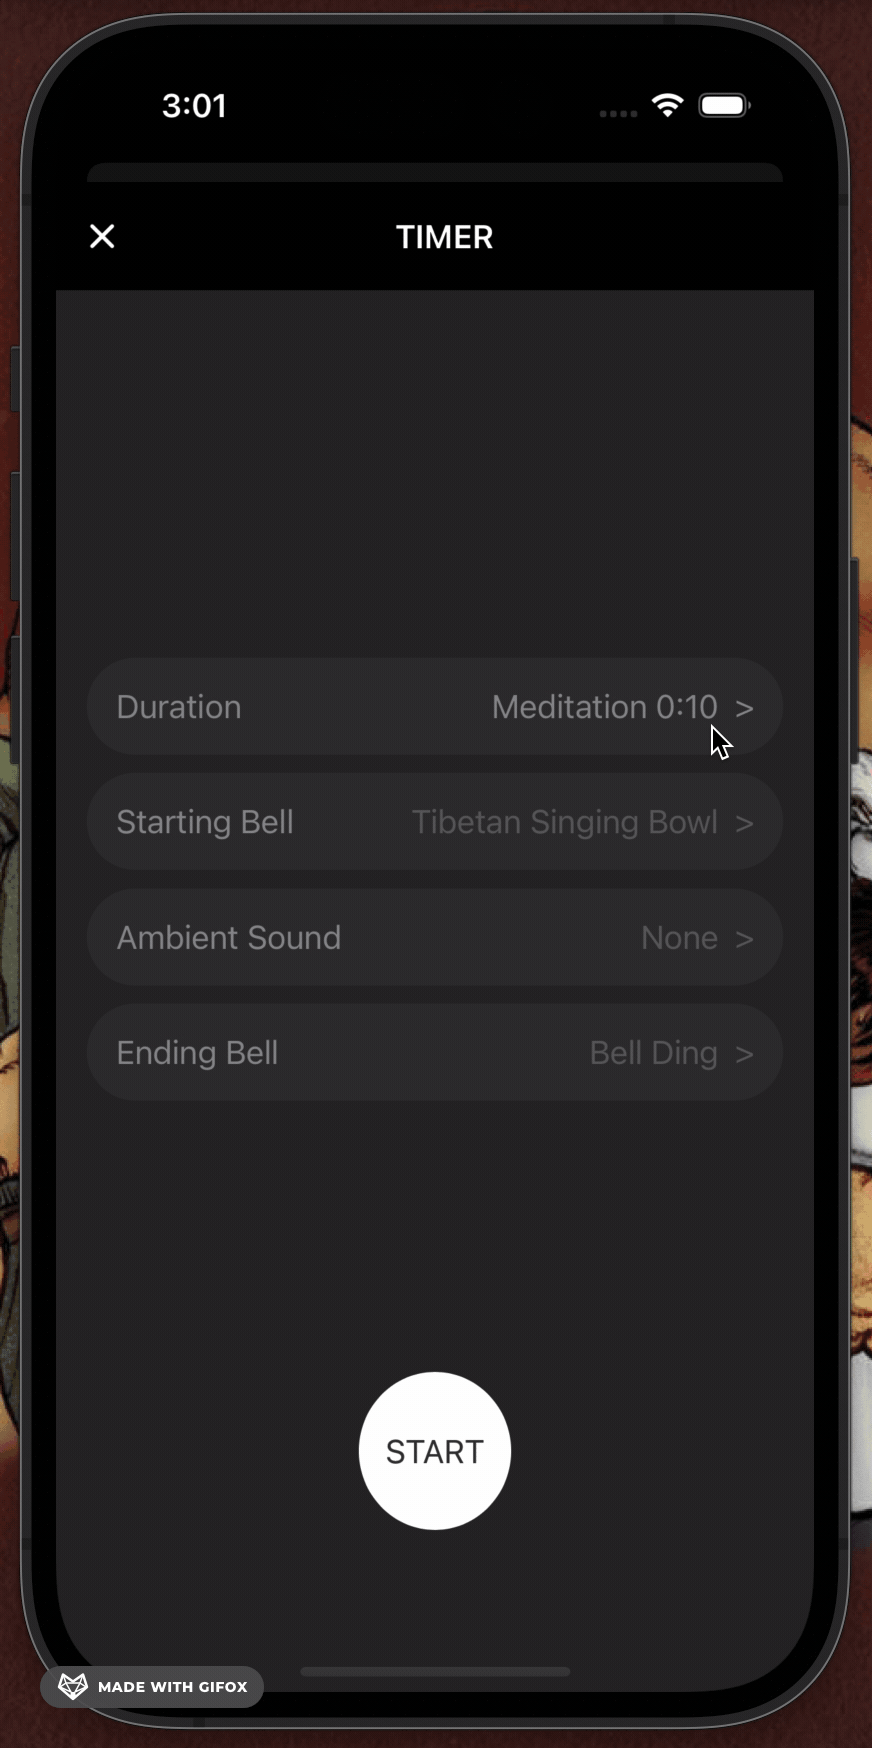 3:01
TIMER
Duration Meditation 0:10 >
Starting Bell Tibetan Singing Bowl >
Ambient Sound None >
Ending Bell Bell Ding >
START
MADE WITH GIFOX